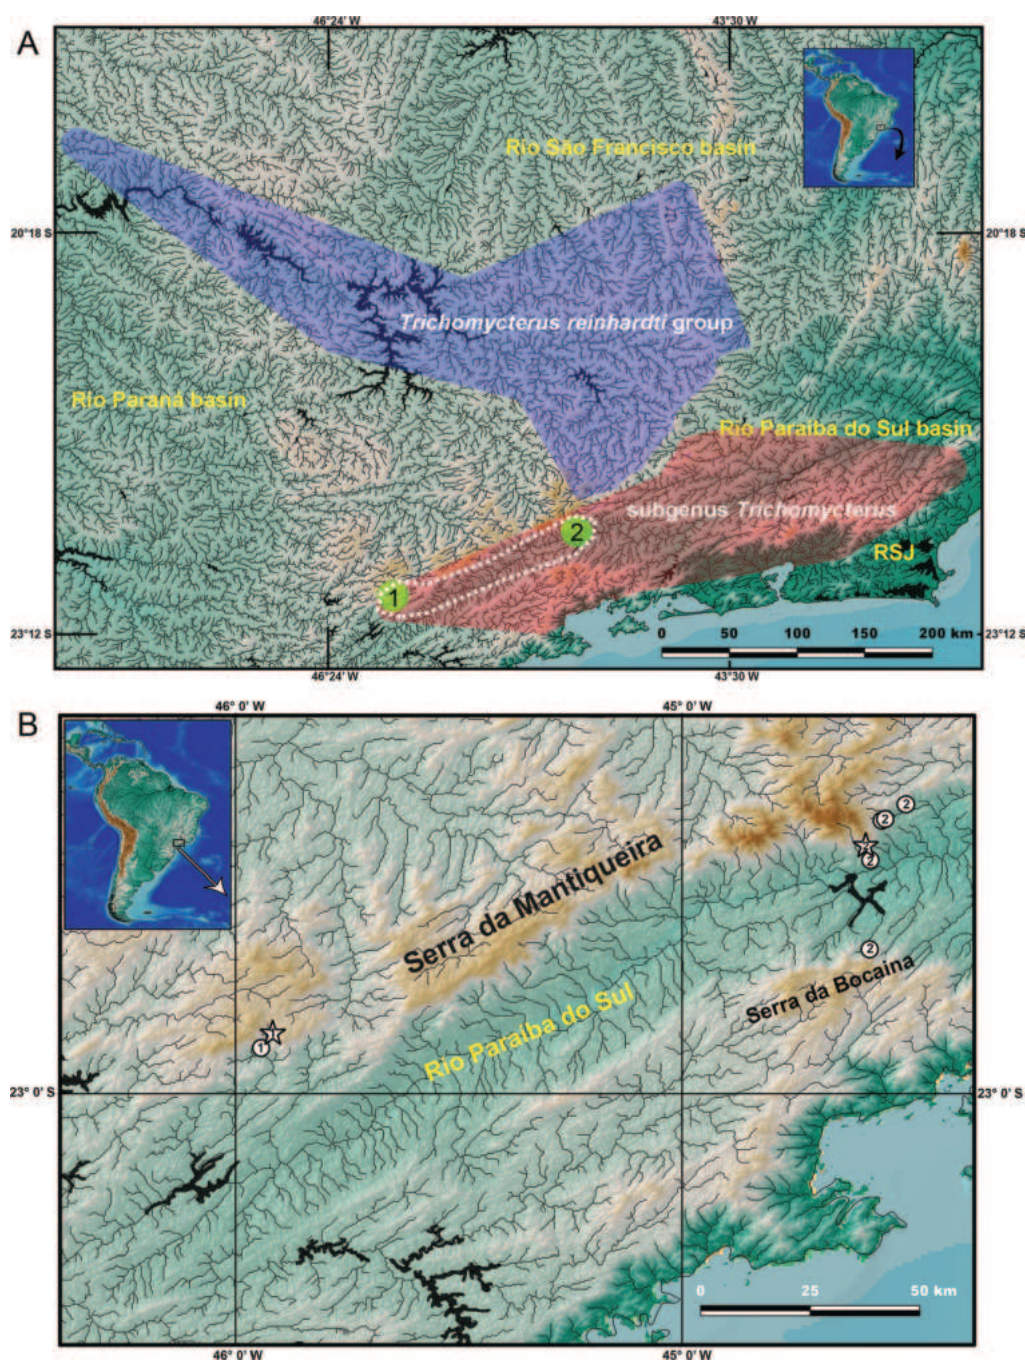 A
46°24' W
43°30' W
Rio São Francisco basin
20°18 S
20°18 S
Trichomycterus reinhardti group
Rio Paraná basin
Rio Paraíba do Sul basin
subgenus Trichomycterus
2
RSJ
1
23°12 S
23°12 S
0 50 100 150 200 km
46°24' W
43°30' W
B
46°0' W
45°0' W
2
2
2
2
Serra da Mantiqueira
2
Serra da Bocaina
Rio Paraíba do Sul
1
1
23°0' S
23°0' S
0 25 50 km
46°0' W
45°0' W